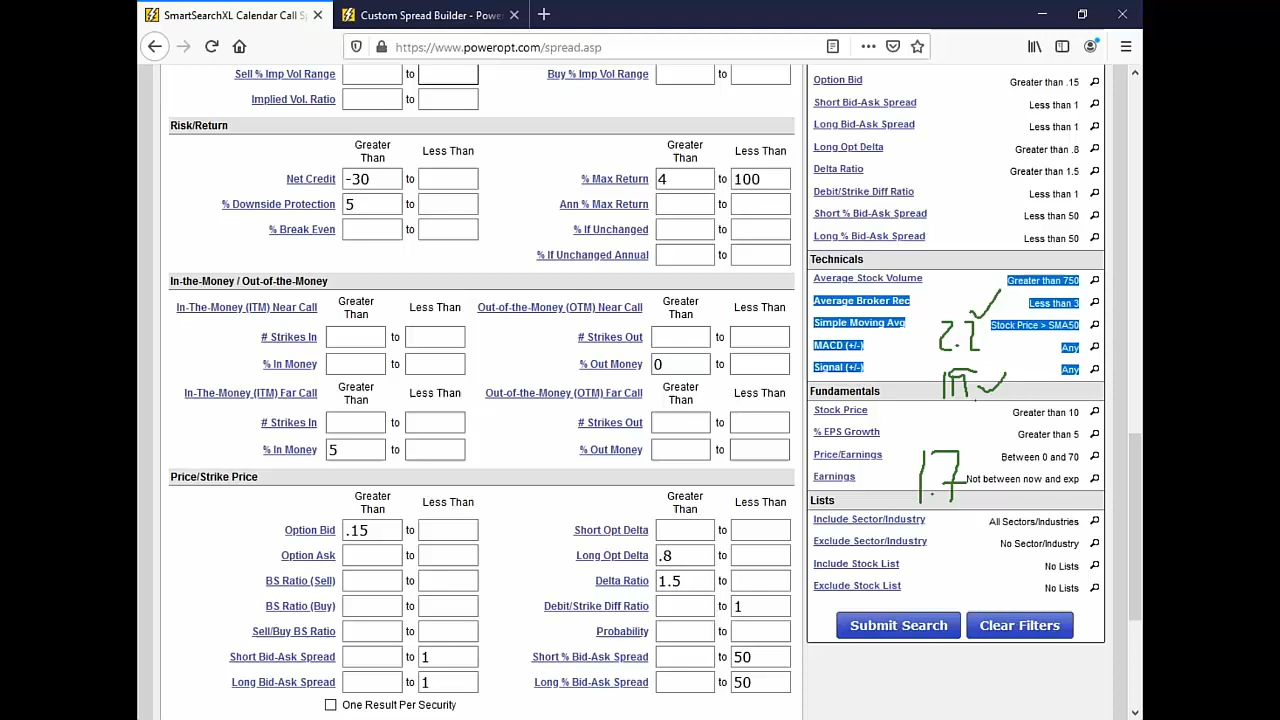 SmartSearchXL Calendar Call S
Custom Spread Builder - Powe
https://www.poweropt.com/spread.asp
Sell % Imp Vol Range to Buy % Imp Vol Range to
Implied Vol. Ratio to
Risk/Return
Greater Than Less Than Greater Than Less Than
Net Credit -30 to % Max Return 4 to 100
% Downside Protection 5 to Ann % Max Return to
% Break Even to % If Unchanged to
% If Unchanged Annual to
In-the-Money / Out-of-the-Money
In-The-Money (ITM) Near Call Greater Than Less Than Out-of-the-Money (OTM) Near Call Greater Than Less Than
# Strikes In to # Strikes Out to
% In Money to % Out Money 0 to
In-The-Money (ITM) Far Call Greater Than Less Than Out-of-the-Money (OTM) Far Call Greater Than Less Than
# Strikes In to # Strikes Out to
% In Money 5 to % Out Money to
Price/Strike Price
Greater Than Less Than Greater Than Less Than
Option Bid .15 to Short Opt Delta to
Option Ask to Long Opt Delta .8 to
BS Ratio (Sell) to Delta Ratio 1.5 to
BS Ratio (Buy) to Debit/Strike Diff Ratio to 1
Sell/Buy BS Ratio to Probability to
Short Bid-Ask Spread to 1 Short % Bid-Ask Spread to 50
Long Bid-Ask Spread to 1 Long % Bid-Ask Spread to 50
One Result Per Security
Option Bid Greater than .15
Short Bid-Ask Spread Less than 1
Long Bid-Ask Spread Less than 1
Long Opt Delta Greater than .8
Delta Ratio Greater than 1.5
Debit/Strike Diff Ratio Less than 1
Short % Bid-Ask Spread Less than 50
Long % Bid-Ask Spread Less than 50
Technicals
Average Stock Volume Greater than 750
Average Broker Rec Less than 3
Simple Moving Avg 2.2 Stock Price > SMA50
MACD (+/-) Any
Signal (+/-) Any
Fundamentals
Stock Price Greater than 10
% EPS Growth Greater than 5
Price/Earnings 1.7 Between 0 and 70
Earnings Not between now and exp
Lists
Include Sector/Industry All Sectors/Industries
Exclude Sector/Industry No Sector/Industry
Include Stock List No Lists
Exclude Stock List No Lists
Submit Search Clear Filters